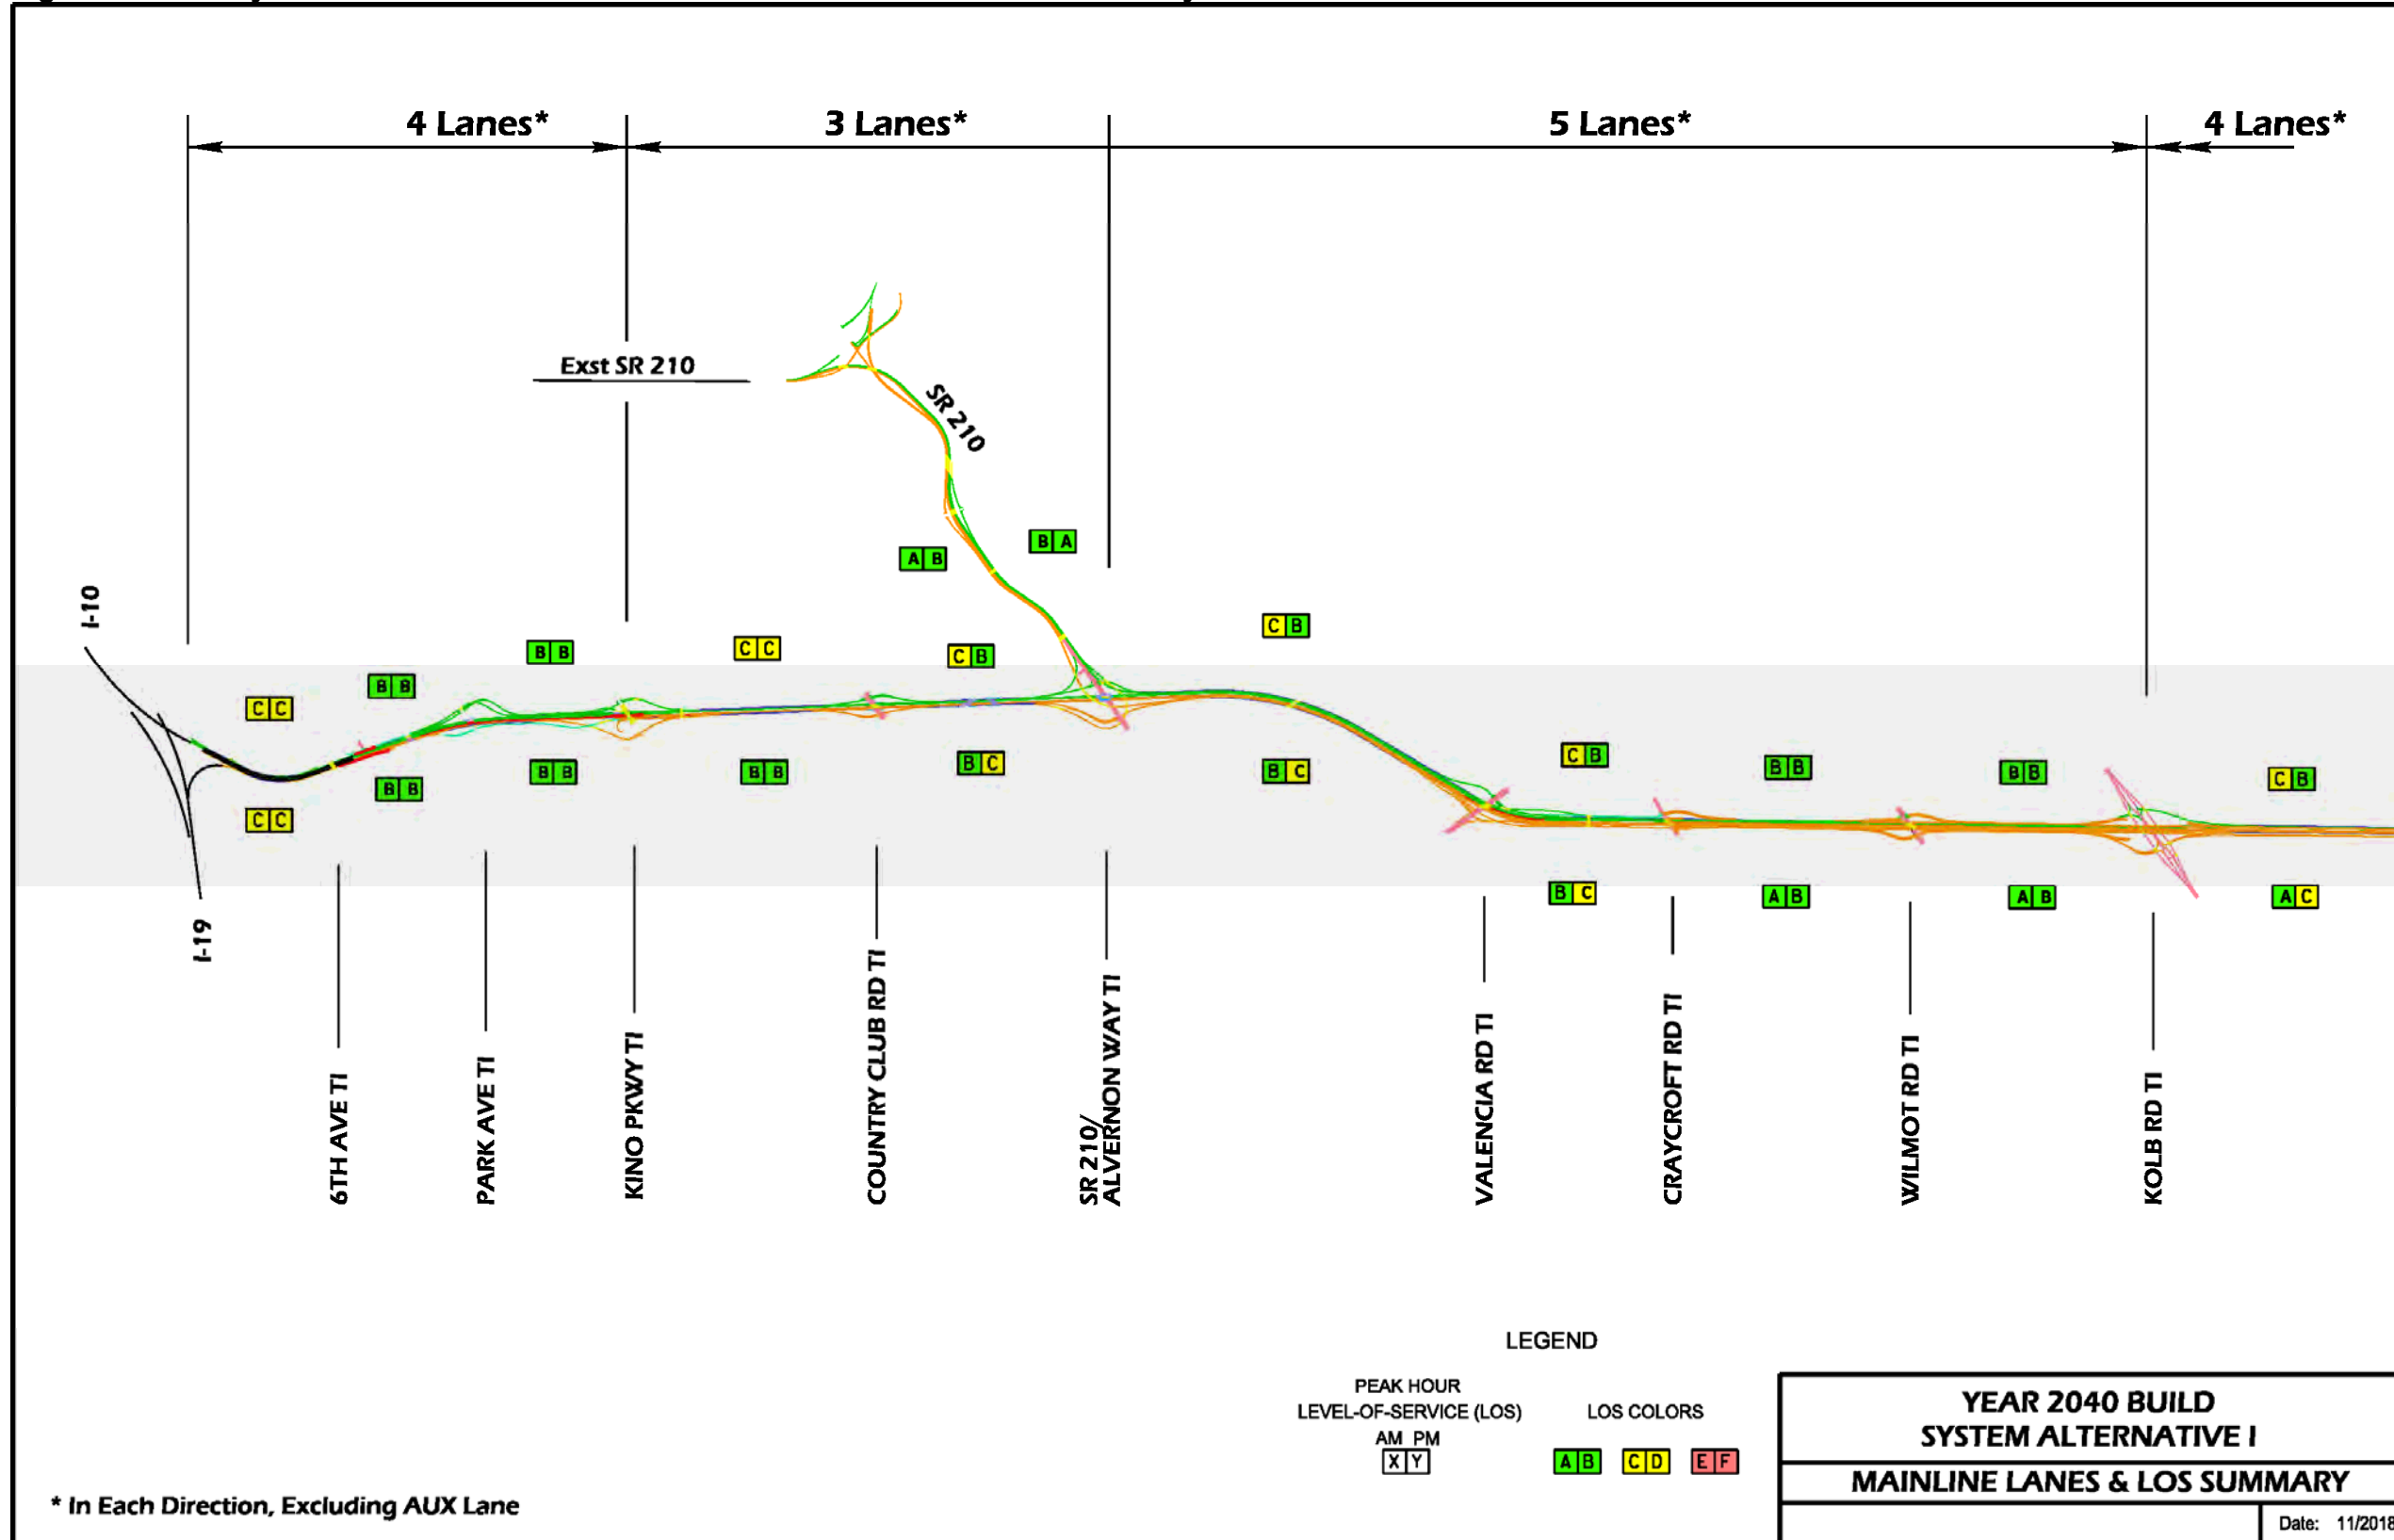 4 Lanes*
3 Lanes*
5 Lanes*
4 Lanes*
Exst SR 210
SR 210
A B
B A
I-10
C C
B B
B B
C C
C B
C B
C B
B B
B B
C B
C C
B B
B B
B B
B C
B C
B C
A B
A B
A C
I-19
6TH AVE TI
PARK AVE TI
KINO PKWY TI
COUNTRY CLUB RD TI
SR 210/
ALVERNON WAY TI
VALENCIA RD TI
CRAYCROFT RD TI
WILMOT RD TI
KOLB RD TI
LEGEND
PEAK HOUR
LEVEL-OF-SERVICE (LOS)
AM PM
X Y
LOS COLORS
A B
C D
E F
YEAR 2040 BUILD
SYSTEM ALTERNATIVE I
MAINLINE LANES & LOS SUMMARY
Date: 11/2018
* In Each Direction, Excluding AUX Lane